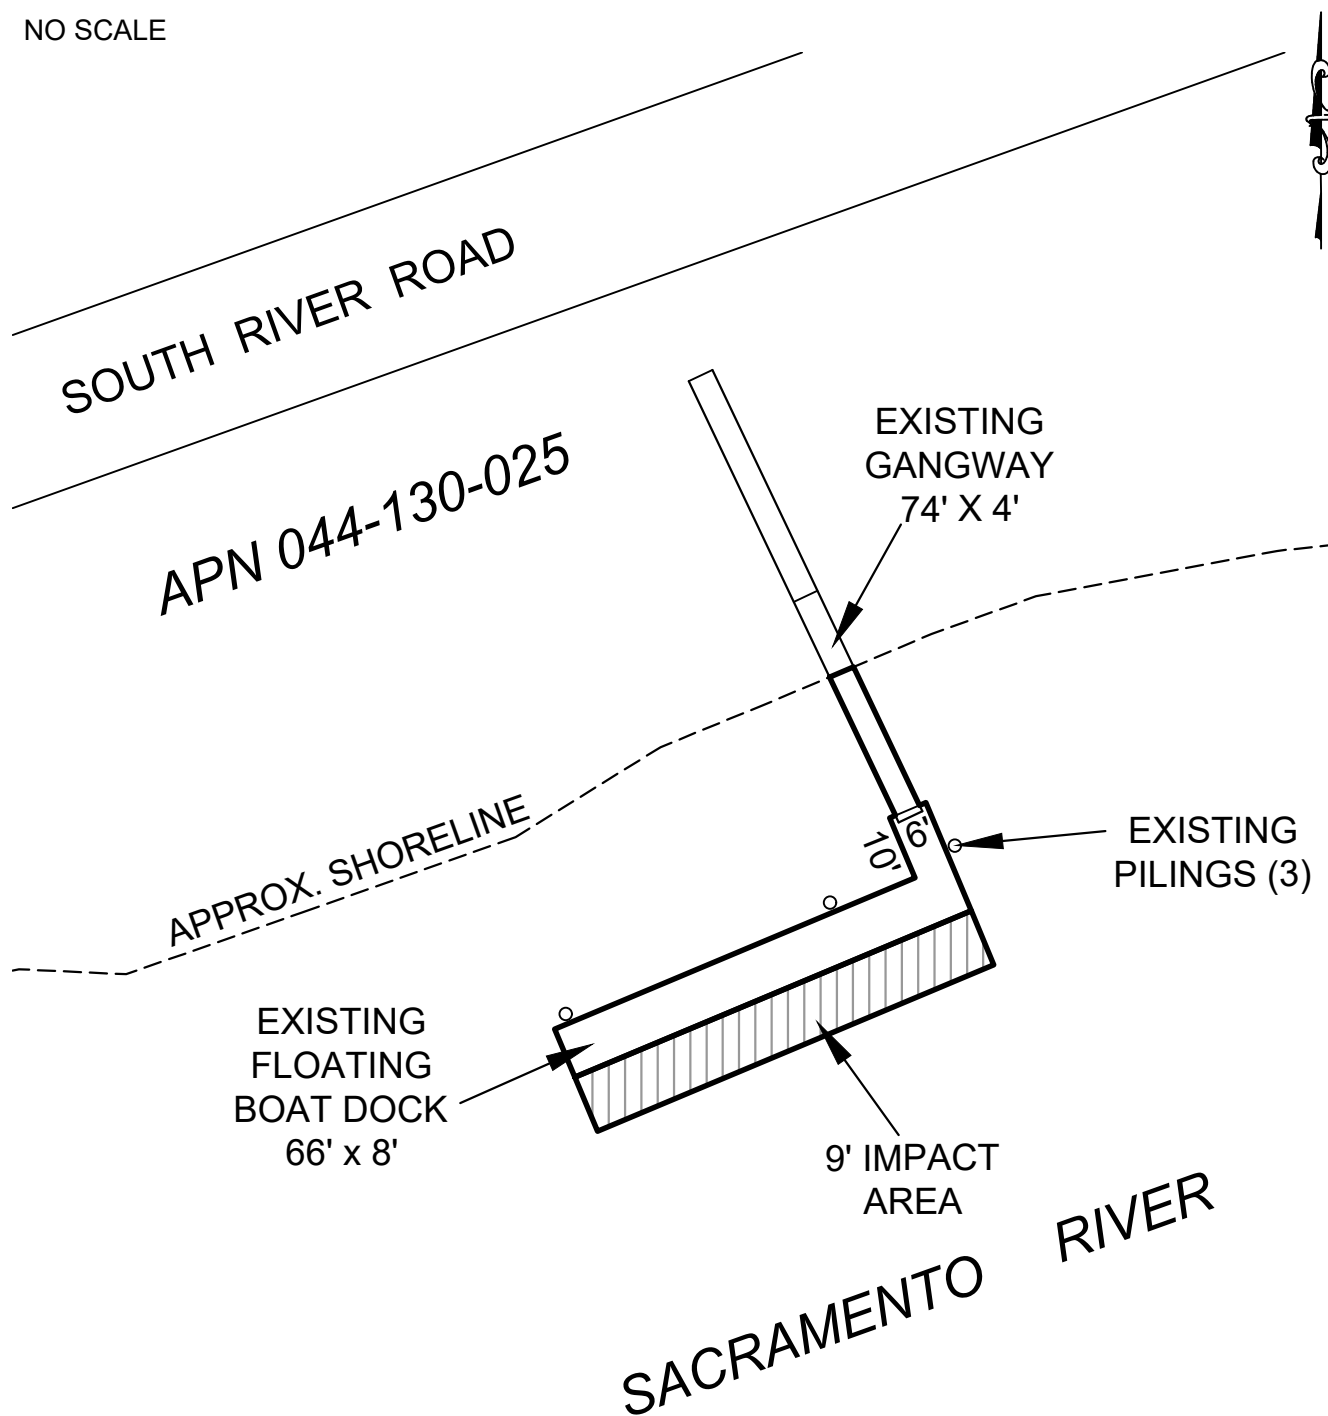 NO SCALE
SOUTH RIVER ROAD
APN 044-130-025
EXISTING
GANGWAY
74' X 4'
APPROX. SHORELINE
10'
6'
EXISTING
PILINGS (3)
EXISTING
FLOATING
BOAT DOCK
66' x 8'
9' IMPACT
AREA
SACRAMENTO RIVER